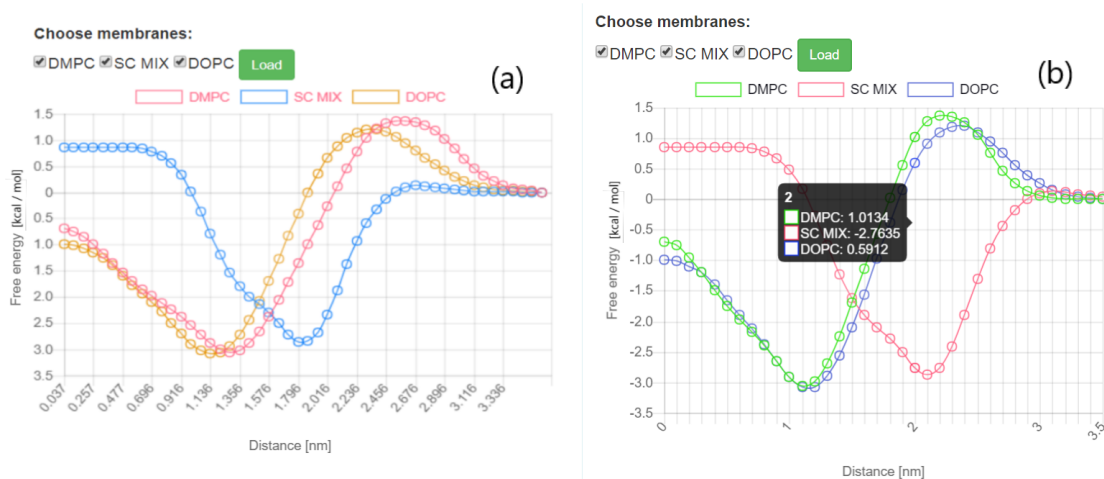 Choose membranes:
DMPC SC MIX DOPC Load
(a)
DMPC SC MIX DOPC
1.5
1.0
0.5
0
0.5
1.0
1.5
2.0
2.5
3.0
3.5
Free energy [kcal / mol]
0.037 0.257 0.477 0.696 0.916 1.136 1.356 1.576 1.796 2.016 2.236 2.456 2.676 2.896 3.116 3.336
Distance [nm]
Choose membranes:
DMPC SC MIX DOPC Load
(b)
DMPC SC MIX DOPC
1.5
1.0
0.5
0
-0.5
-1.0
-1.5
-2.0
-2.5
-3.0
-3.5
Free energy [kcal / mol]
2
DMPC: 1.0134
SC MIX: -2.7635
DOPC: 0.5912
0 1 2 3 3.5
Distance [nm]